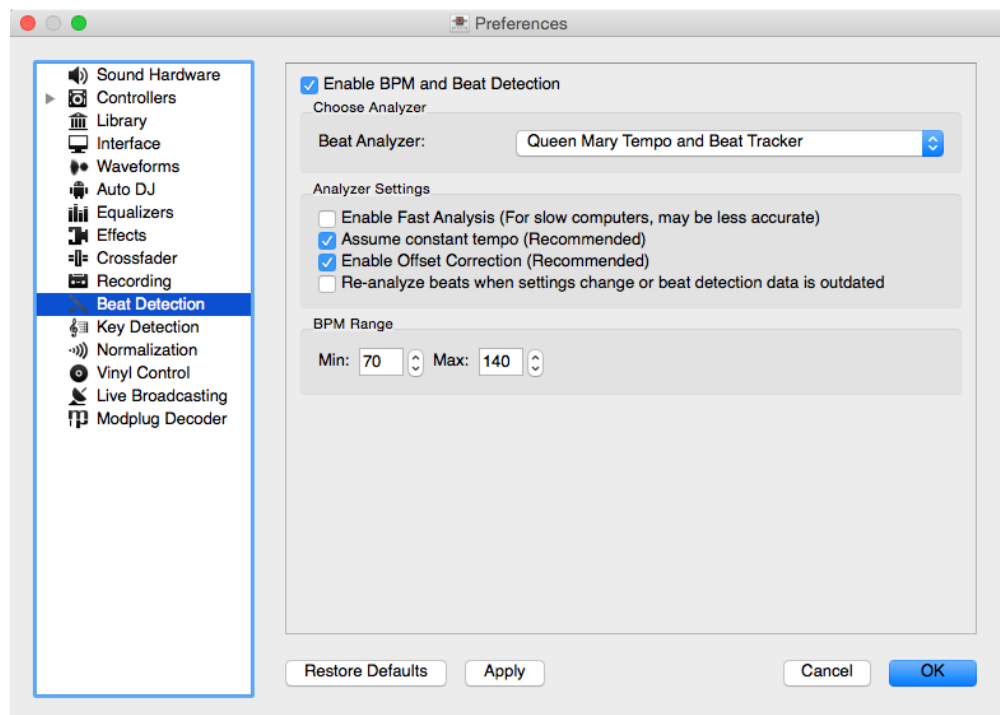 Preferences
Sound Hardware
Controllers
Library
Interface
Waveforms
Auto DJ
Equalizers
Effects
Crossfader
Recording
Beat Detection
Key Detection
Normalization
Vinyl Control
Live Broadcasting
Modplug Decoder
Enable BPM and Beat Detection
Choose Analyzer
Beat Analyzer: Queen Mary Tempo and Beat Tracker
Analyzer Settings
Enable Fast Analysis (For slow computers, may be less accurate)
Assume constant tempo (Recommended)
Enable Offset Correction (Recommended)
Re-analyze beats when settings change or beat detection data is outdated
BPM Range
Min: 70 Max: 140
Restore Defaults Apply Cancel OK